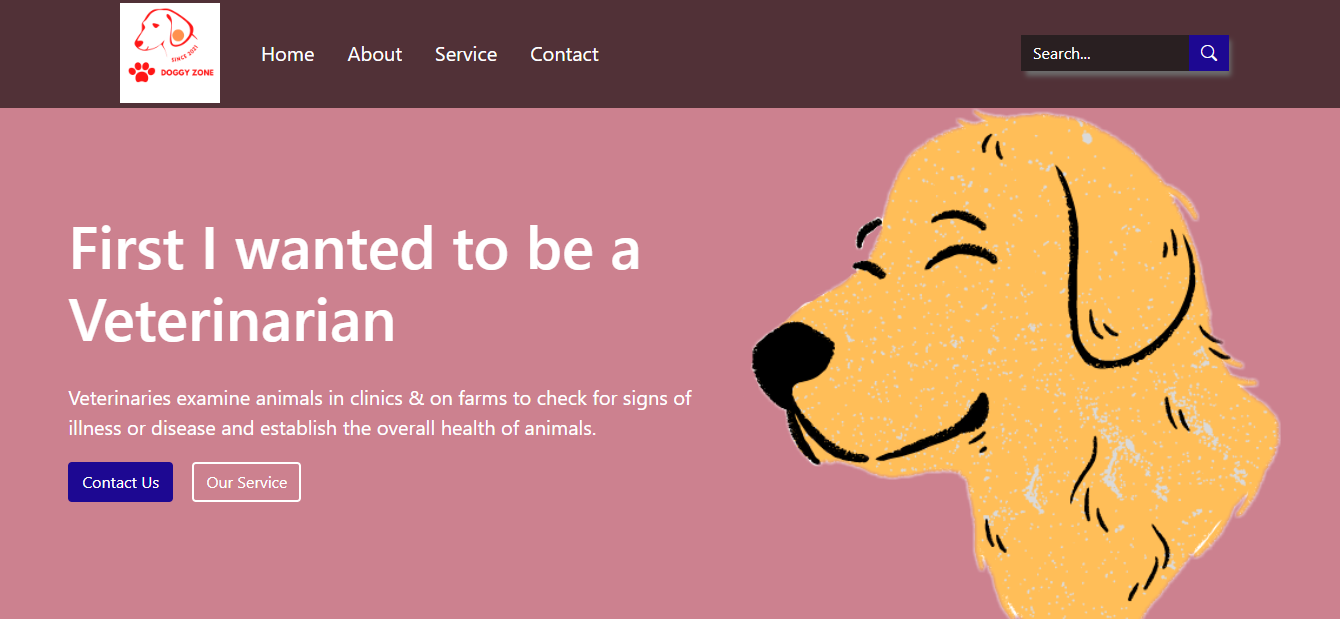 SINCE 2021
DOGGY ZONE
Home About Service Contact
Search...
First I wanted to be a
Veterinarian
Veterinaries examine animals in clinics & on farms to check for signs of
illness or disease and establish the overall health of animals.
Contact Us Our Service